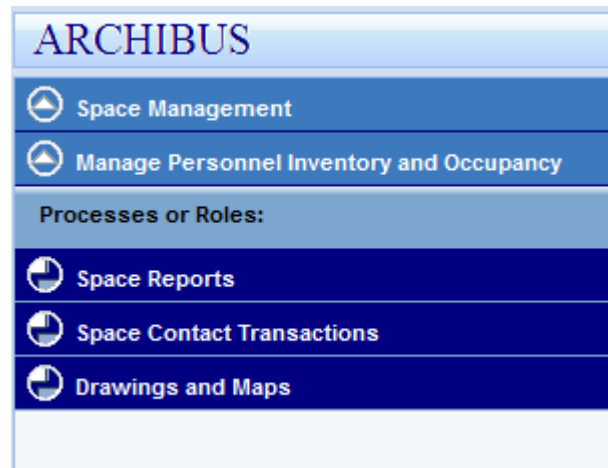 ARCHIBUS
Space Management
Manage Personnel Inventory and Occupancy
Processes or Roles:
Space Reports
Space Contact Transactions
Drawings and Maps